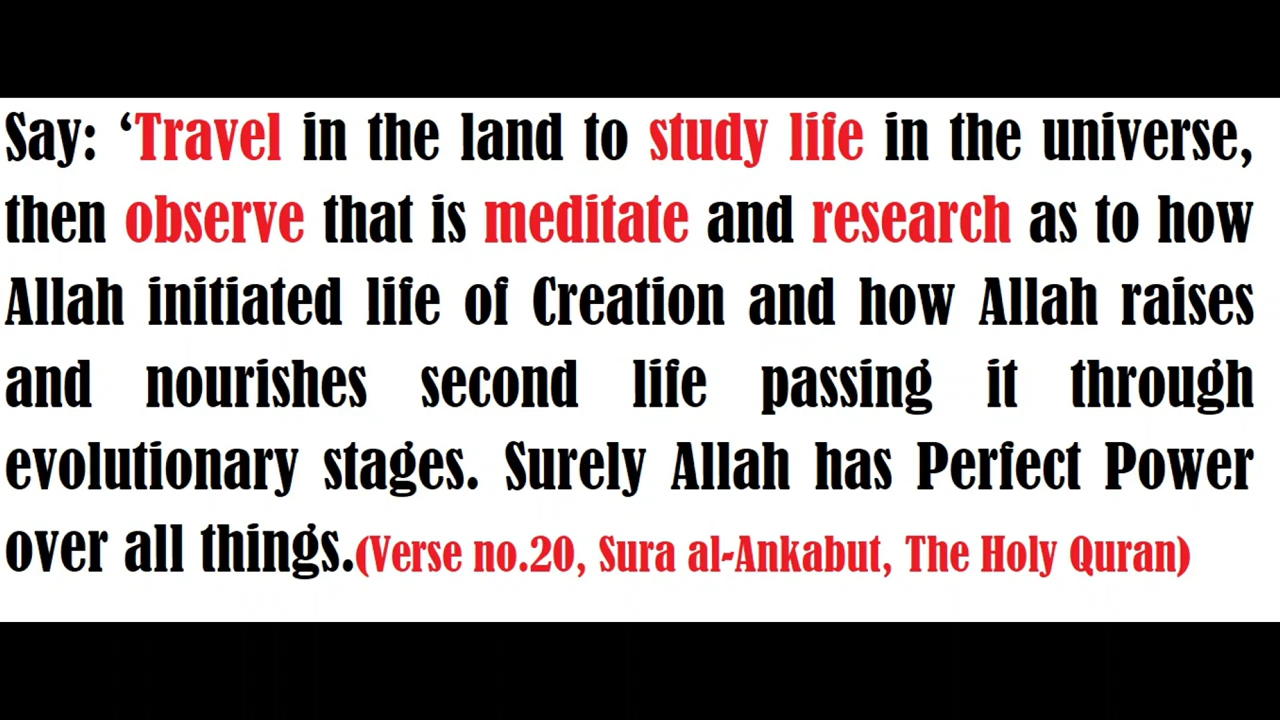 Say: ‘Travel in the land to study life in the universe,
then observe that is meditate and research as to how
Allah initiated life of Creation and how Allah raises
and nourishes second life passing it through
evolutionary stages. Surely Allah has Perfect Power
over all things.(Verse no.20, Sura al-Ankabut, The Holy Quran)